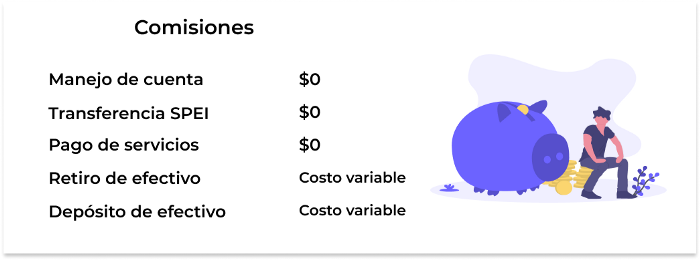 Comisiones
Manejo de cuenta $0
Transferencia SPEI $0
Pago de servicios $0
Retiro de efectivo Costo variable
Depósito de efectivo Costo variable